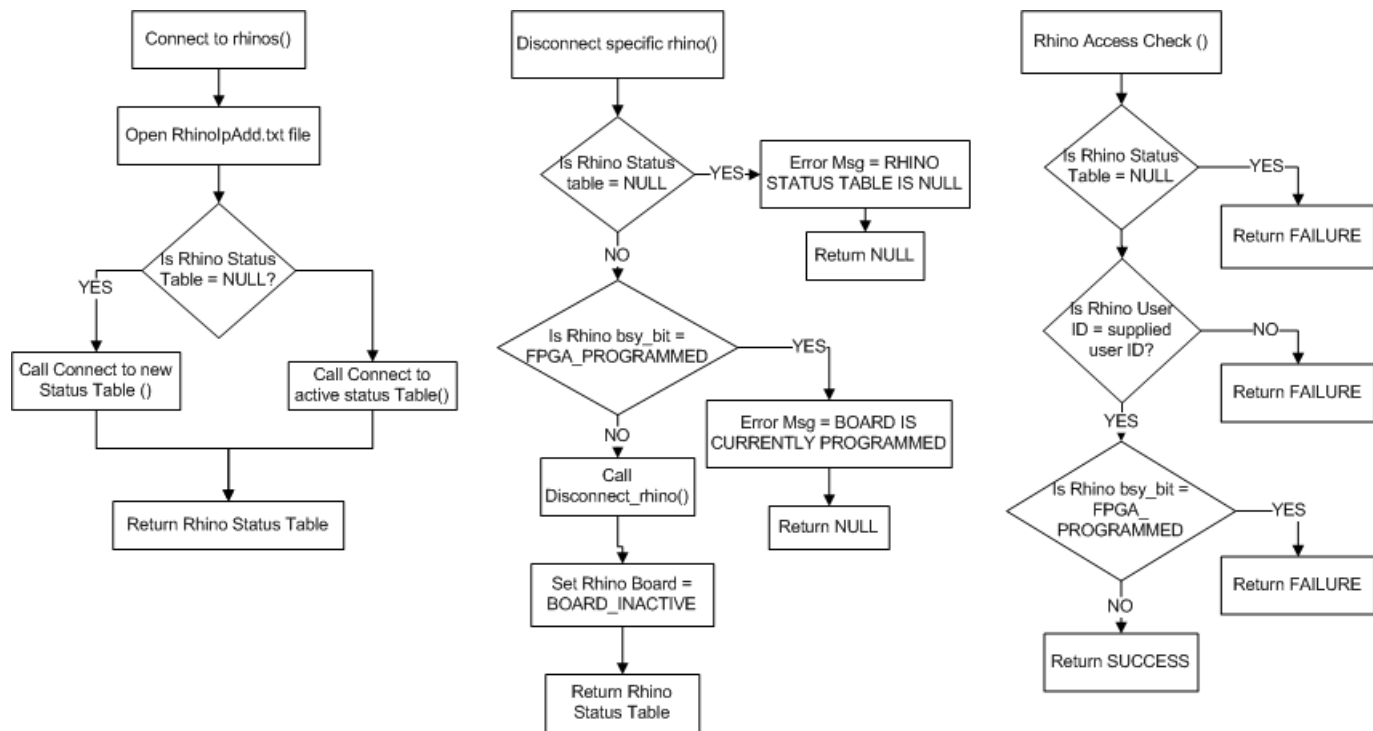 Connect to rhinos()
Open RhinoIpAdd.txt file
Is Rhino Status
Table = NULL?
YES
Call Connect to new
Status Table ()
Call Connect to
active status Table()
Return Rhino Status Table
Disconnect specific rhino()
Is Rhino Status
table = NULL
YES
Error Msg = RHINO
STATUS TABLE IS NULL
Return NULL
NO
Is Rhino bsy_bit =
FPGA_PROGRAMMED
YES
Error Msg = BOARD IS
CURRENTLY PROGRAMMED
Return NULL
NO
Call
Disconnect_rhino()
Set Rhino Board =
BOARD_INACTIVE
Return Rhino
Status Table
Rhino Access Check ()
Is Rhino Status
Table = NULL
YES
Return FAILURE
Is Rhino User
ID = supplied
user ID?
NO
Return FAILURE
YES
Is Rhino bsy_bit =
FPGA_
PROGRAMMED
YES
Return FAILURE
NO
Return SUCCESS